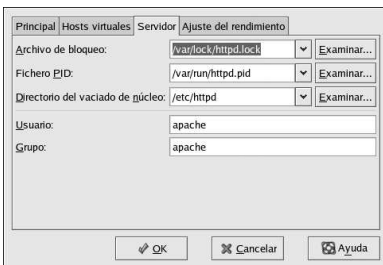 Principal Hosts virtuales Servidor Ajuste del rendimiento
Archivo de bloqueo: /var/lock/httpd.lock Examinar...
Fichero PID: /var/run/httpd.pid Examinar...
Directorio del vaciado de núcleo: /etc/httpd Examinar...
Usuario: apache
Grupo: apache
OK Cancelar Ayuda